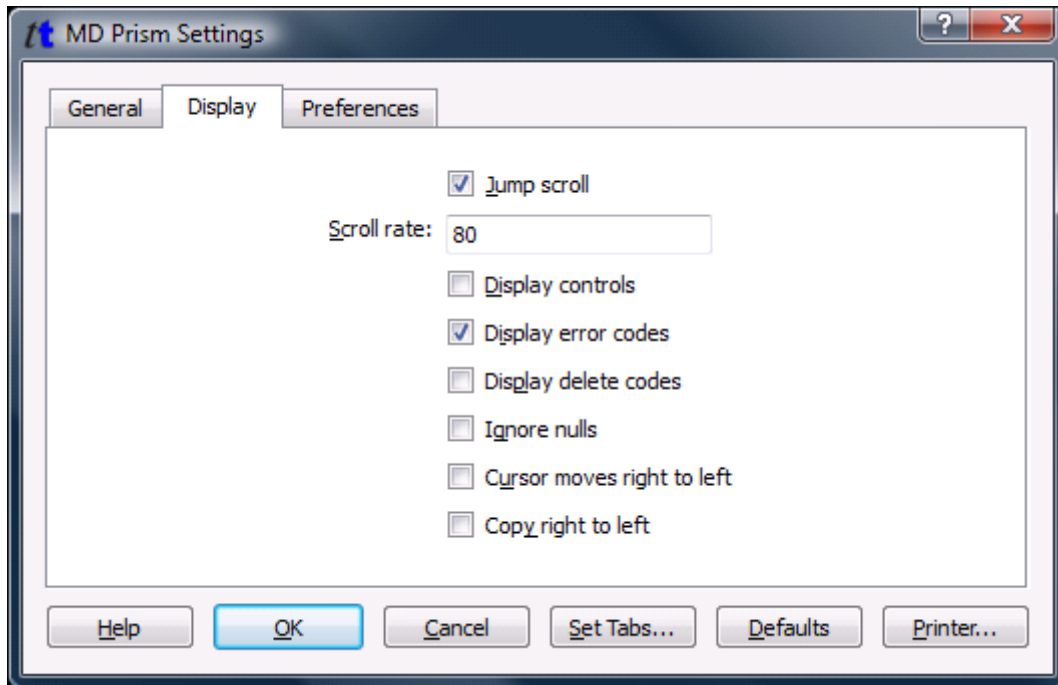 tt MD Prism Settings
? X
General Display Preferences
Jump scroll
Scroll rate: 80
Display controls
Display error codes
Display delete codes
Ignore nulls
Cursor moves right to left
Copy right to left
Help OK Cancel Set Tabs... Defaults Printer...